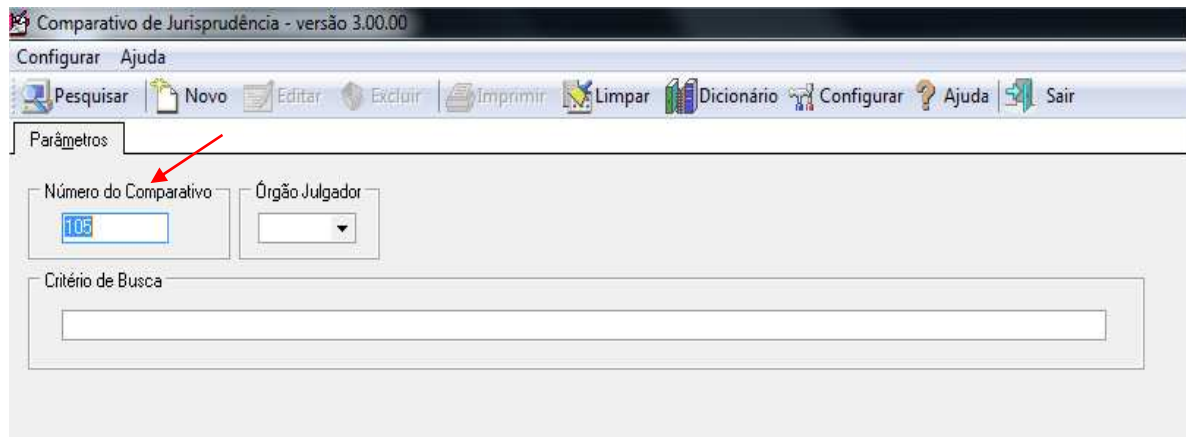 Comparativo de Jurisprudência - versão 3.00.00
Configurar Ajuda
Pesquisar Novo Editar Excluir Imprimir Limpar Dicionário Configurar Ajuda Sair
Parâmetros
Número do Comparativo Órgão Julgador
105
Critério de Busca